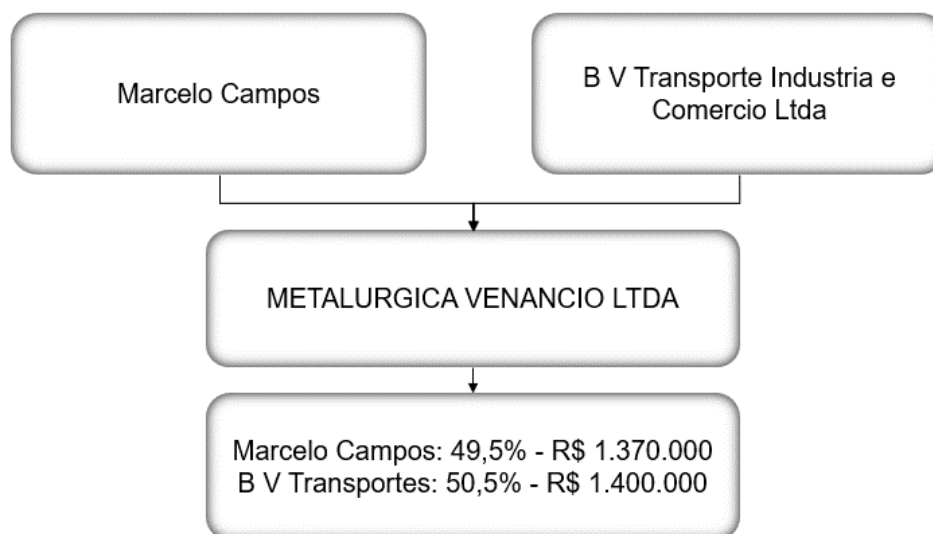 Marcelo Campos
B V Transporte Industria e
Comercio Ltda
METALURGICA VENANCIO LTDA
Marcelo Campos: 49,5% - R$ 1.370.000
B V Transportes: 50,5% - R$ 1.400.000